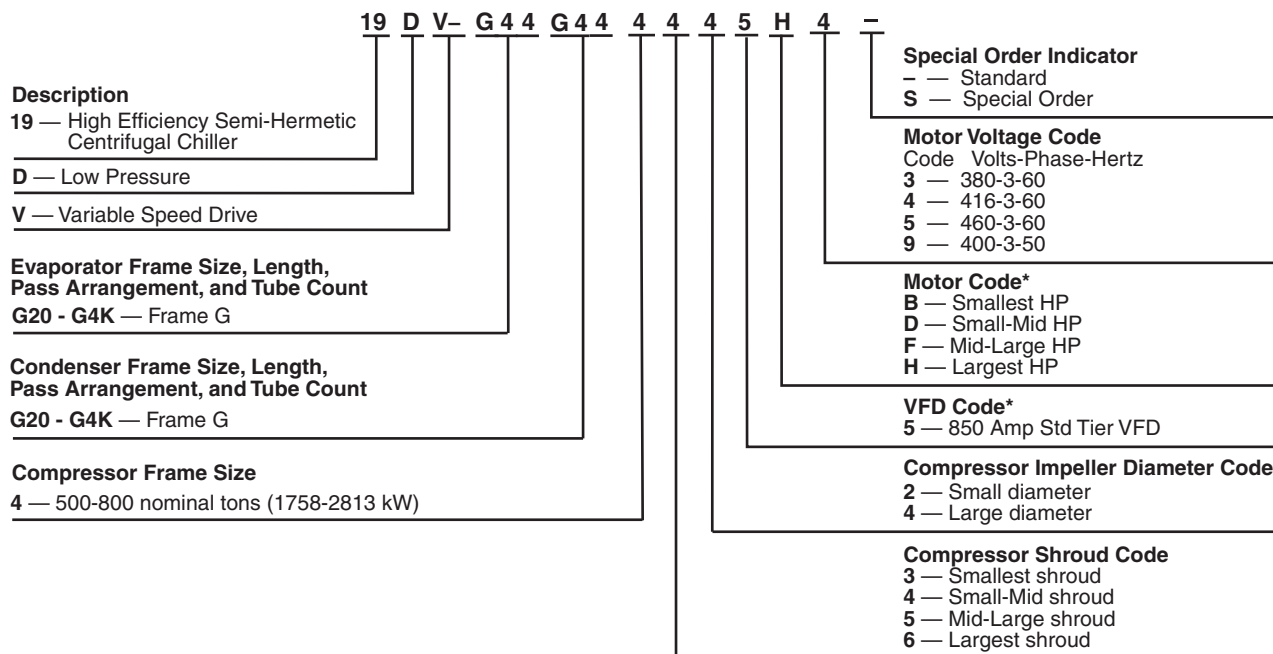 19 D V– G44 G44 4 4 4 5 H 4 –
Description
19 — High Efficiency Semi-Hermetic
Centrifugal Chiller
D — Low Pressure
V — Variable Speed Drive
Evaporator Frame Size, Length,
Pass Arrangement, and Tube Count
G20 - G4K — Frame G
Condenser Frame Size, Length,
Pass Arrangement, and Tube Count
G20 - G4K — Frame G
Compressor Frame Size
4 — 500-800 nominal tons (1758-2813 kW)
Special Order Indicator
– — Standard
S — Special Order
Motor Voltage Code
Code Volts-Phase-Hertz
3 — 380-3-60
4 — 416-3-60
5 — 460-3-60
9 — 400-3-50
Motor Code*
B — Smallest HP
D — Small-Mid HP
F — Mid-Large HP
H — Largest HP
VFD Code*
5 — 850 Amp Std Tier VFD
Compressor Impeller Diameter Code
2 — Small diameter
4 — Large diameter
Compressor Shroud Code
3 — Smallest shroud
4 — Small-Mid shroud
5 — Mid-Large shroud
6 — Largest shroud